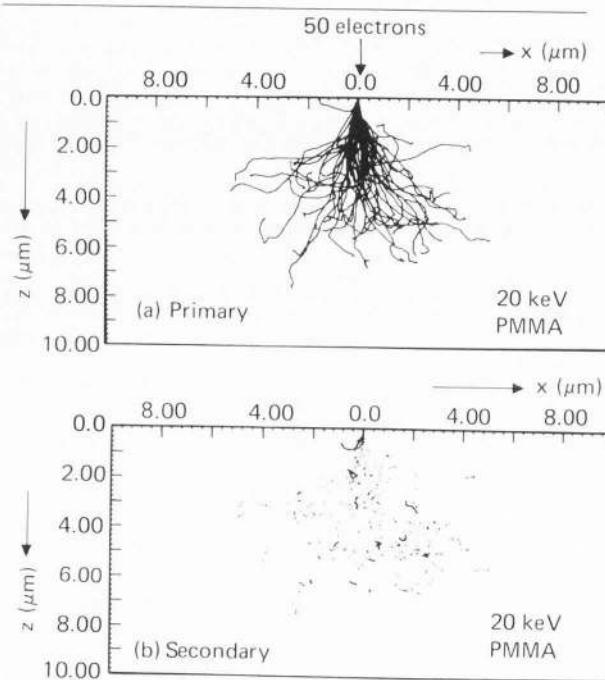 50 electrons
x (μm)
8.00 4.00 0.00 4.00 8.00
0.0
2.00
4.00
6.00
8.00
10.00
z (μm)
(a) Primary
20 keV
PMMA
x (μm)
8.00 4.00 0.0 4.00 8.00
0.0
2.00
4.00
6.00
8.00
10.00
z (μm)
(b) Secondary
20 keV
PMMA